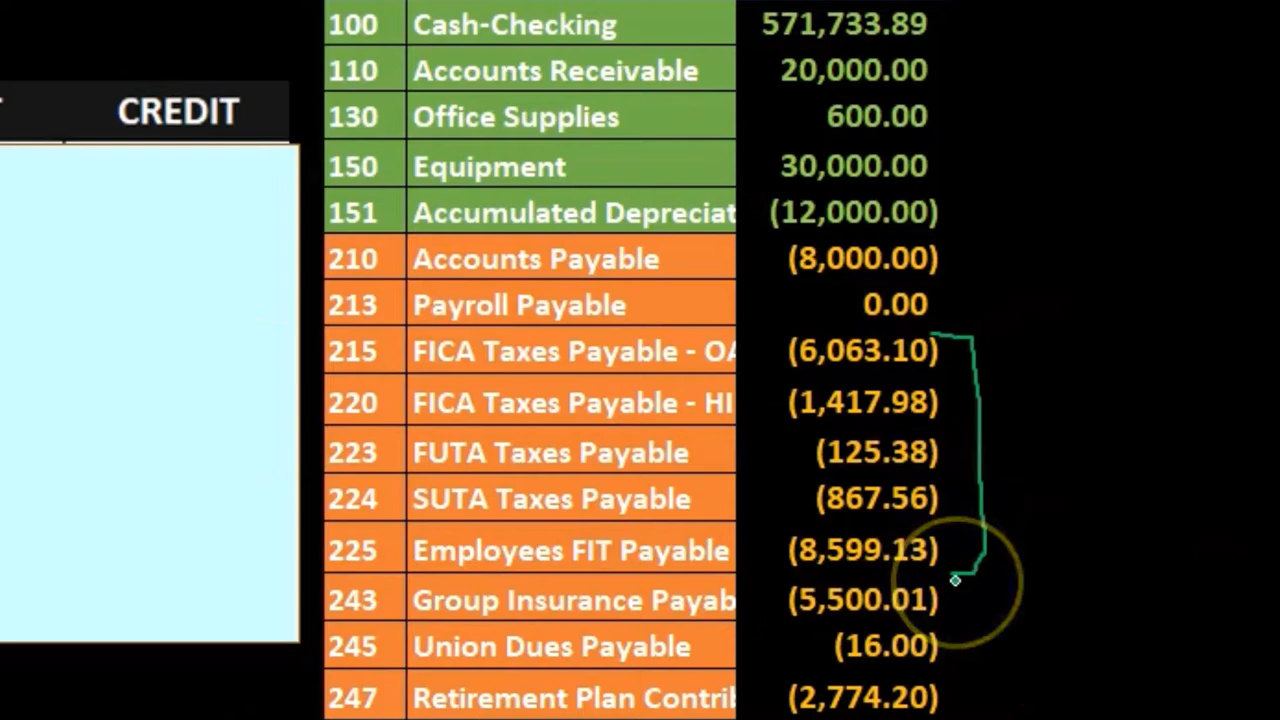 CREDIT
100 Cash-Checking 571,733.89
110 Accounts Receivable 20,000.00
130 Office Supplies 600.00
150 Equipment 30,000.00
151 Accumulated Depreciat (12,000.00)
210 Accounts Payable (8,000.00)
213 Payroll Payable 0.00
215 FICA Taxes Payable - OA (6,063.10)
220 FICA Taxes Payable - HI (1,417.98)
223 FUTA Taxes Payable (125.38)
224 SUTA Taxes Payable (867.56)
225 Employees FIT Payable (8,599.13)
243 Group Insurance Payab (5,500.01)
245 Union Dues Payable (16.00)
247 Retirement Plan Contrib (2,774.20)